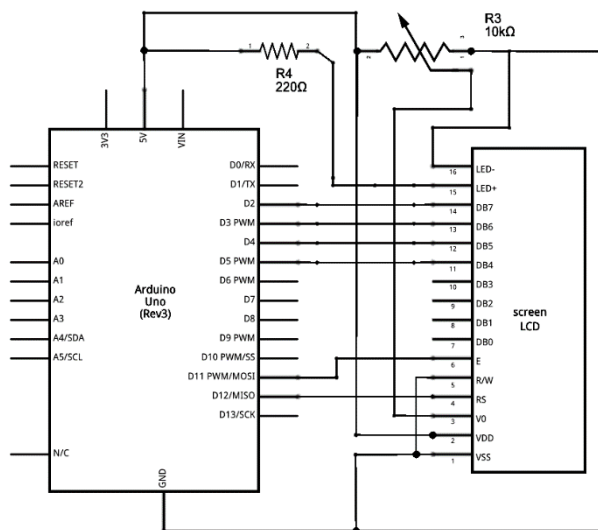 R3
10kΩ
1
2
R4
220Ω
2
1
3
3V3
5V
VIN
RESET
RESET2
AREF
ioref
A0
A1
A2
A3
A4/SDA
A5/SCL
N/C
Arduino
Uno
(Rev3)
D0/RX
D1/TX
D2
D3 PWM
D4
D5 PWM
D6 PWM
D7
D8
D9 PWM
D10 PWM/SS
D11 PWM/MOSI
D12/MISO
D13/SCK
GND
16
15
14
13
12
11
10
9
8
7
6
5
4
3
2
1
LED-
LED+
DB7
DB6
DB5
DB4
DB3
DB2
DB1
DB0
E
R/W
RS
V0
VDD
VSS
screen
LCD